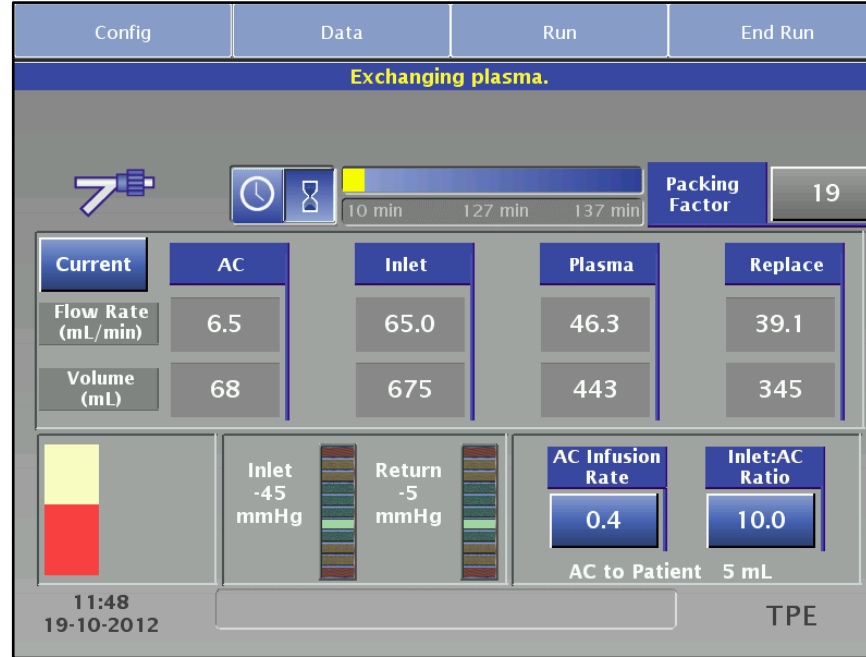 Config Data Run End Run
Exchanging plasma.
10 min 127 min 137 min
Packing
Factor
19
Current AC Inlet Plasma Replace
Flow Rate
(mL/min)
6.5 65.0 46.3 39.1
Volume
(mL)
68 675 443 345
Inlet
-45
mmHg
Return
-5
mmHg
AC Infusion
Rate
0.4
Inlet:AC
Ratio
10.0
AC to Patient 5 mL
11:48
19-10-2012
TPE